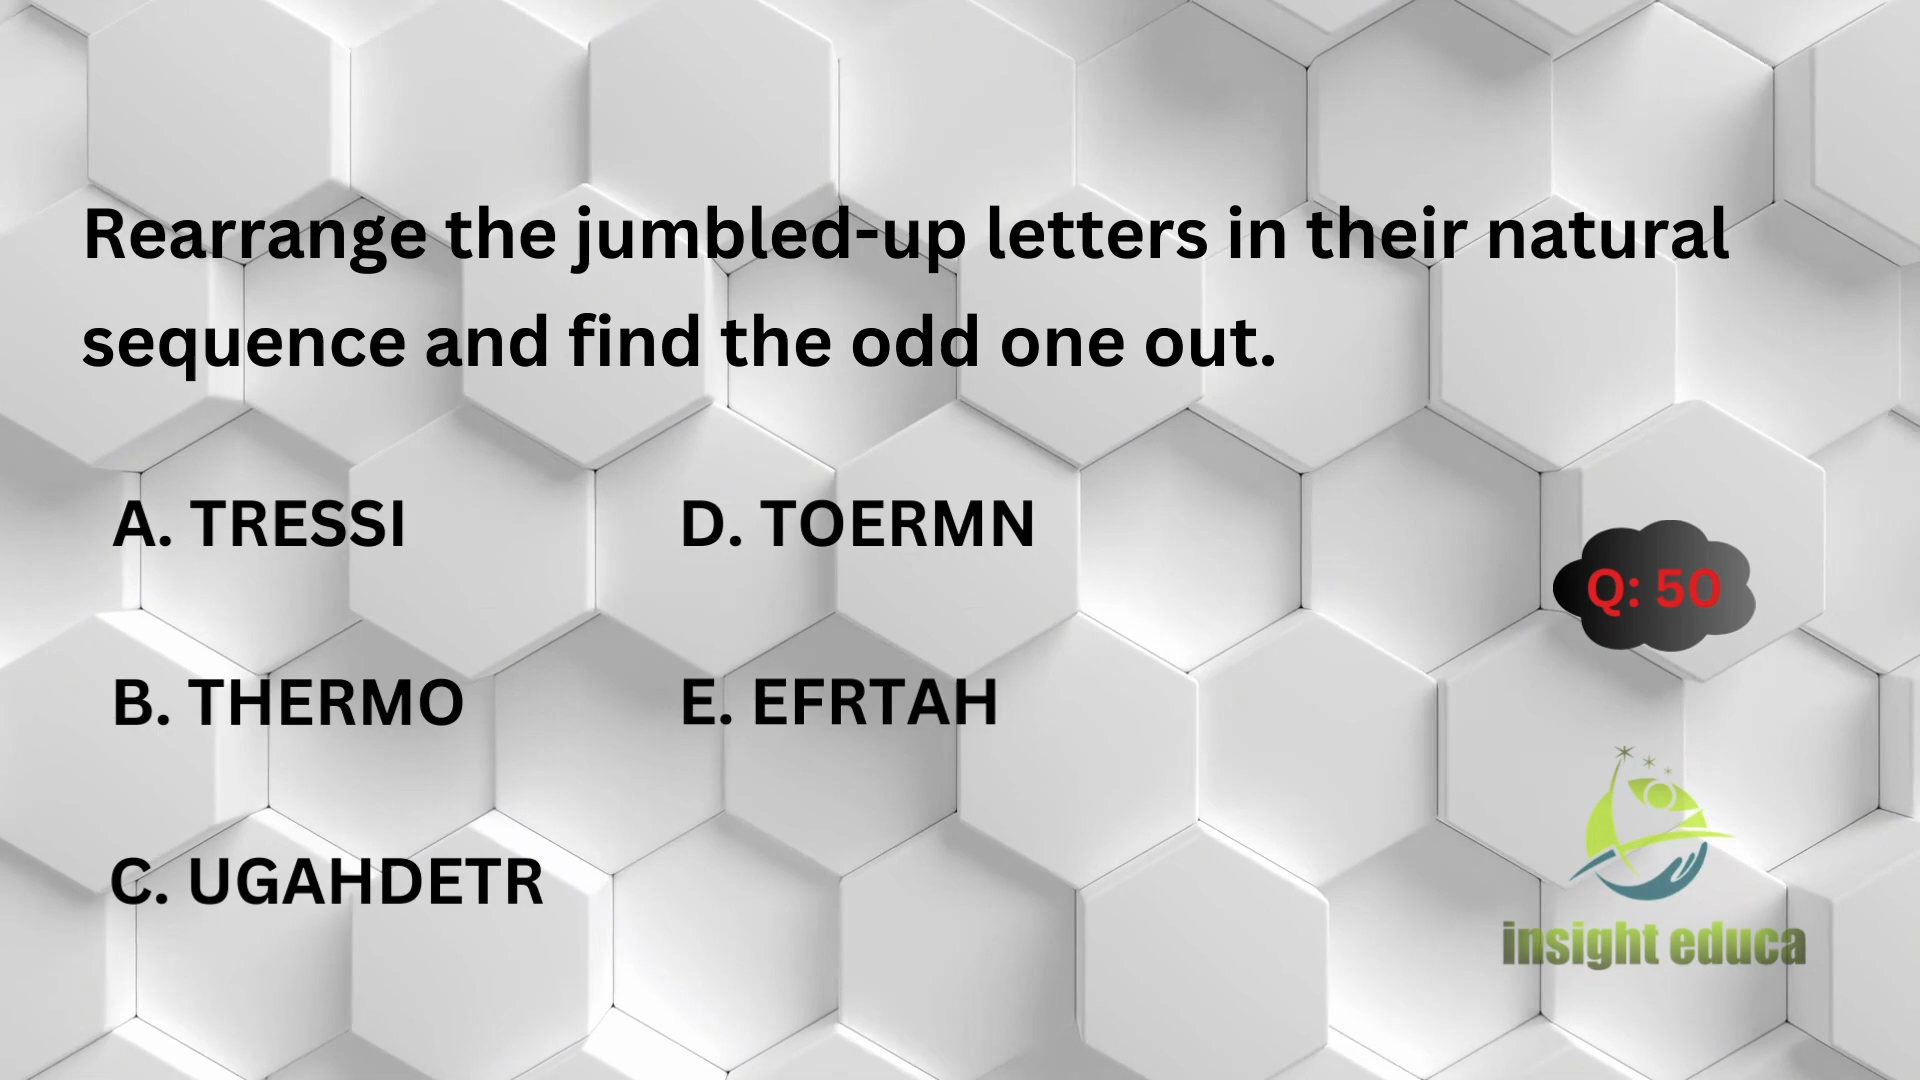 Rearrange the jumbled-up letters in their natural
sequence and find the odd one out.
A. TRESSI
D. TOERMN
B. THERMO
E. EFRTAH
C. UGAHDETR
Q: 50
insight educa